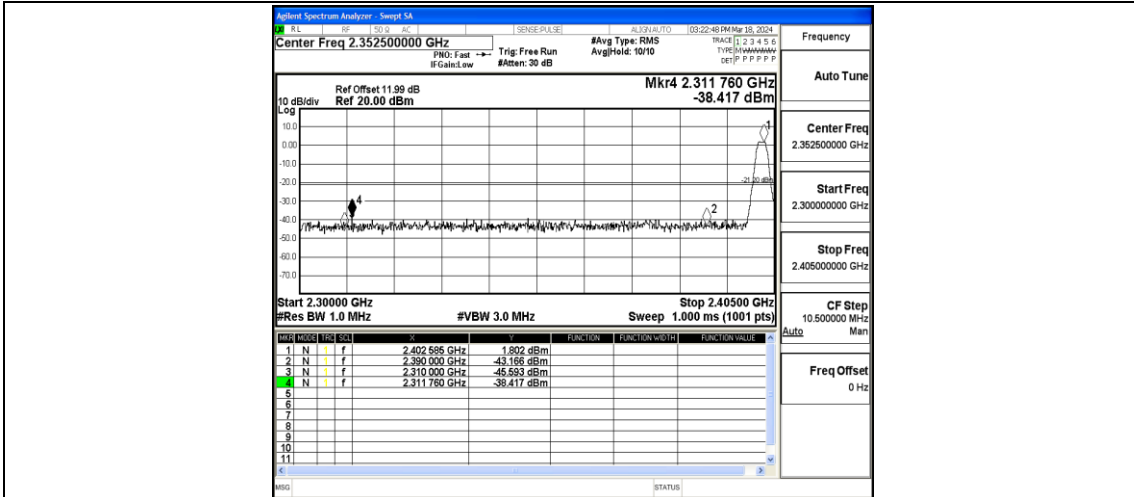 Agilent Spectrum Analyzer - Swept SA
RL RF 50 Ω AC SENSE:PULSE ALIGN AUTO 03:22:48 PM Mar 18, 2024
Center Freq 2.352500000 GHz
PNO: Fast
IFGain:Low
Trig: Free Run
#Atten: 30 dB
#Avg Type: RMS
Avg|Hold: 10/10
TRACE 1 2 3 4 5 6
TYPE M W W W W W
DET P P P P P P
Ref Offset 11.99 dB
10 dB/div Ref 20.00 dBm
Log
Mkr4 2.311 760 GHz
-38.417 dBm
10.0
0.00
-10.0
-20.0
-30.0
-40.0
-50.0
-60.0
-70.0
1
-21.20 dBm
4
2
Start 2.30000 GHz Stop 2.40500 GHz
#Res BW 1.0 MHz #VBW 3.0 MHz Sweep 1.000 ms (1001 pts)
MKR MODE TRC SCL X Y FUNCTION FUNCTION WIDTH FUNCTION VALUE
1 N 1 f 2.402 585 GHz 1.802 dBm
2 N 1 f 2.390 000 GHz -43.166 dBm
3 N 1 f 2.310 000 GHz -45.593 dBm
4 N 1 f 2.311 760 GHz -38.417 dBm
5
6
7
8
9
10
11
MSG STATUS
Frequency
Auto Tune
Center Freq
2.352500000 GHz
Start Freq
2.300000000 GHz
Stop Freq
2.405000000 GHz
CF Step
10.500000 MHz
Auto Man
Freq Offset
0 Hz